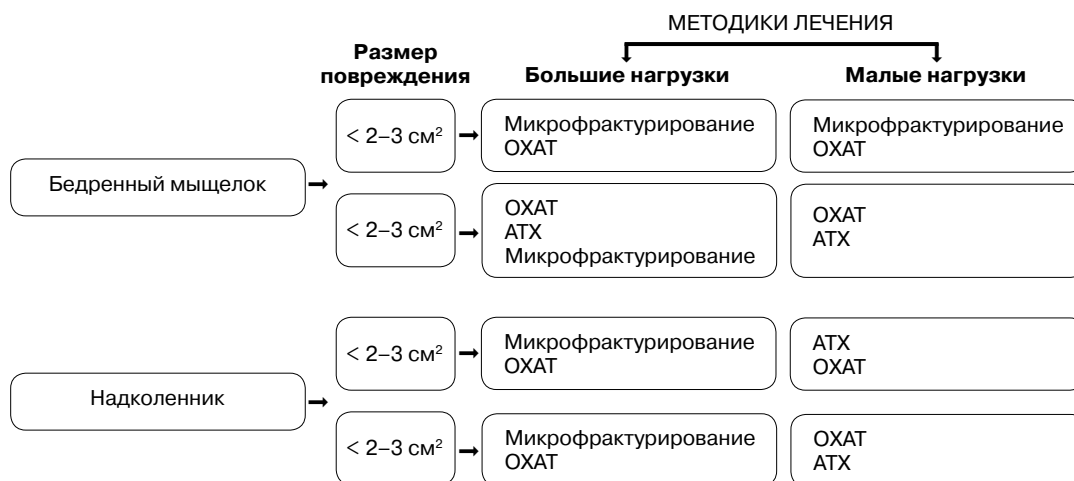 МЕТОДИКИ ЛЕЧЕНИЯ
Размер
повреждения
Большие нагрузки
Малые нагрузки
Бедренный мыщелок
< 2–3 см²
Микрофрактурирование
ОХАТ
Микрофрактурирование
ОХАТ
< 2–3 см²
ОХАТ
АТХ
Микрофрактурирование
ОХАТ
АТХ
Надколенник
< 2–3 см²
Микрофрактурирование
ОХАТ
АТХ
ОХАТ
< 2–3 см²
Микрофрактурирование
ОХАТ
ОХАТ
АТХ